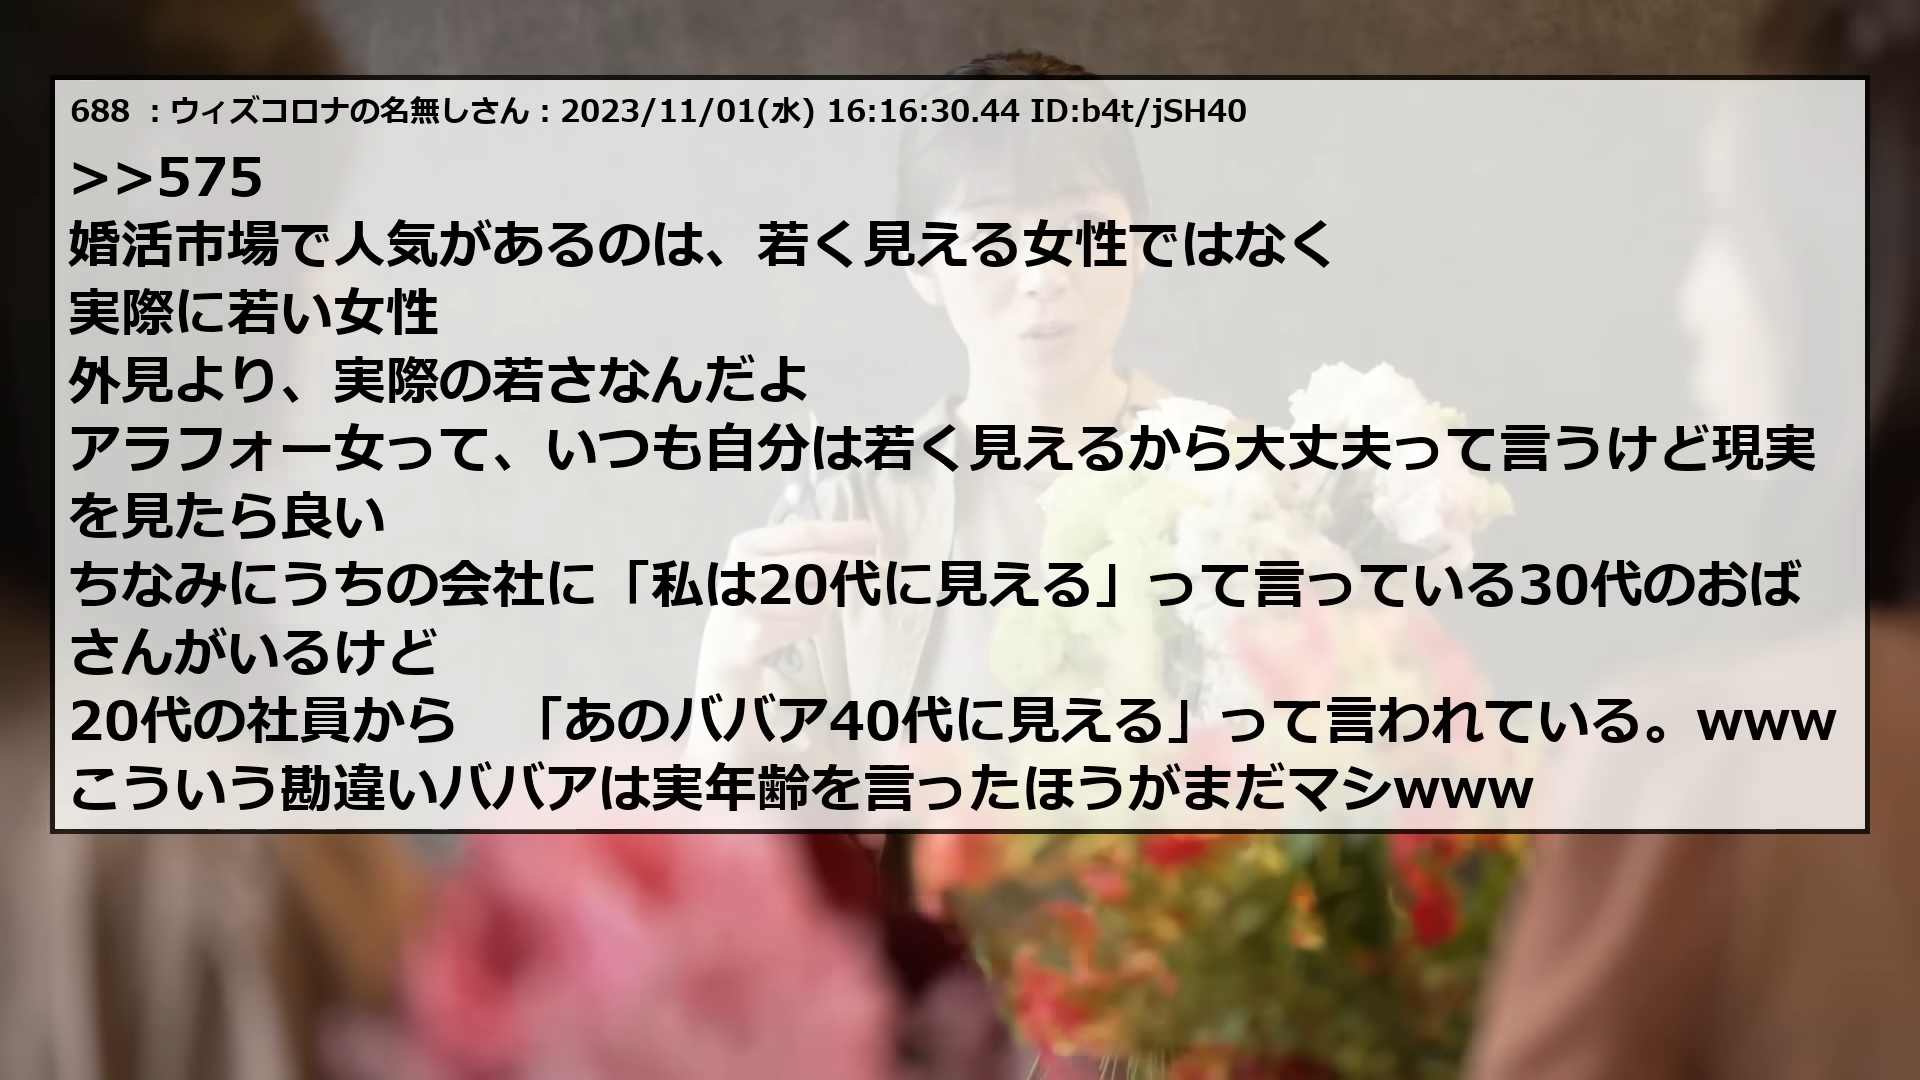 688 ：ウィズコロナの名無しさん：2023/11/01(水) 16:16:30.44 ID:b4t/jSH40
>>575
婚活市場で人気があるのは、若く見える女性ではなく
実際に若い女性
外見より、実際の若さなんだよ
アラフォー女って、いつも自分は若く見えるから大丈夫って言うけど現実
を見たら良い
ちなみにうちの会社に「私は20代に見える」って言っている30代のおば
さんがいるけど
20代の社員から　「あのババア40代に見える」って言われている。www
こういう勘違いババアは実年齢を言ったほうがまだマシwww